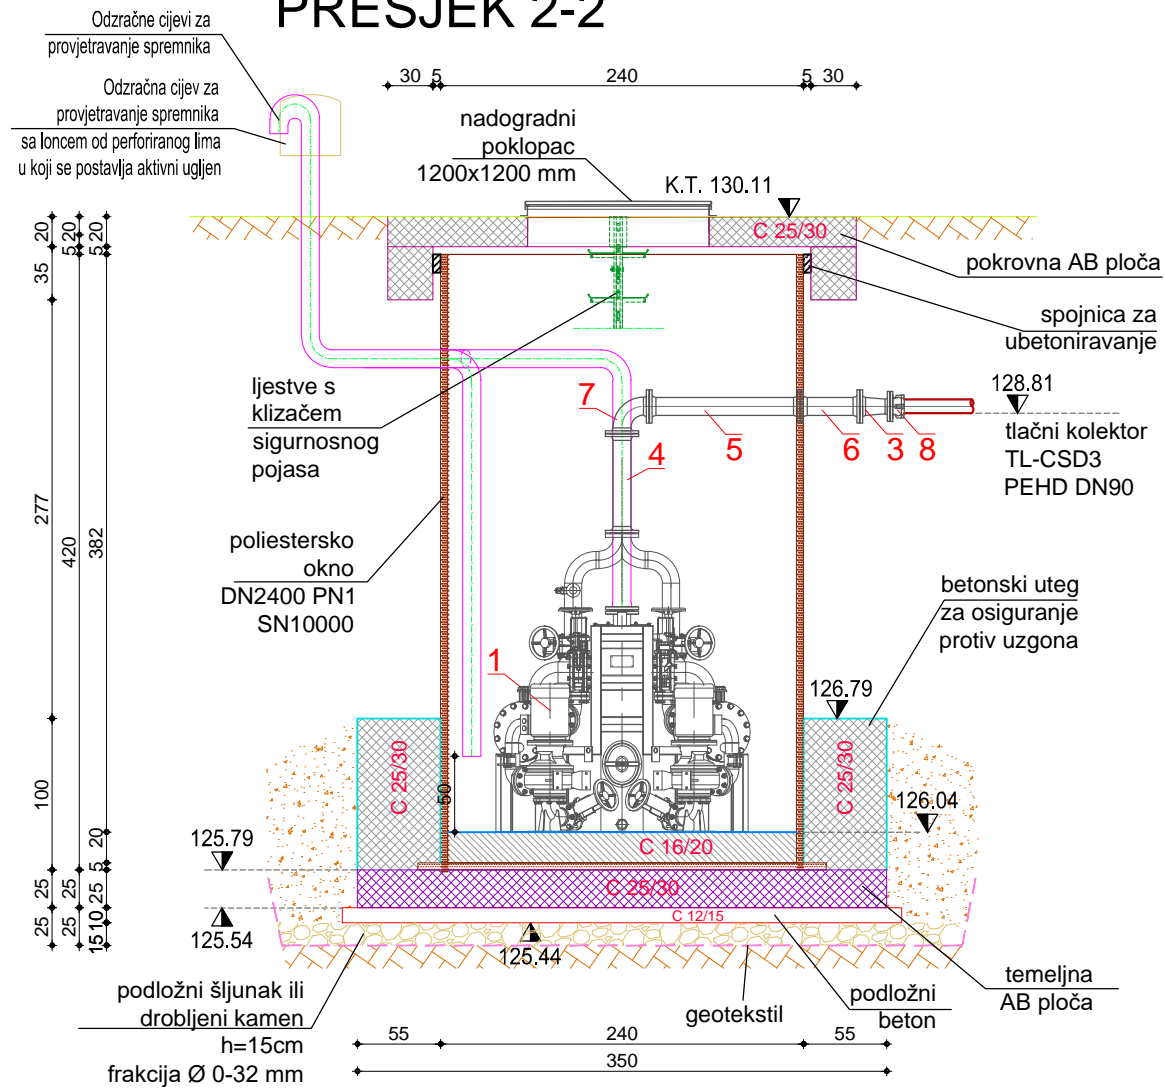 PRESJEK 2-2
Odzračne cijevi za
provjetravanje spremnika
Odzračna cijev za
provjetravanje spremnika
sa loncem od perforiranog lima
u koji se postavlja aktivni ugljen
30 5 240 5 30
nadogradni
poklopac
1200x1200 mm
K.T. 130.11
C 25/30
pokrovna AB ploča
spojnica za
ubetoniravanje
128.81
tlačni kolektor
TL-CSD3
PEHD DN90
ljestve s
klizačem
sigurnosnog
pojasa
7
5
6
3
8
4
1
poliestersko
okno
DN2400 PN1
SN10000
betonski uteg
za osiguranje
protiv uzgona
126.79
C 25/30
C 25/30
50
126.04
125.79
C 16/20
C 25/30
C 12/15
125.54
125.44
20
35
277
100
25
25
20
5
420
25
25
20
382
20
5
25
10
15
podložni šljunak ili
drobljeni kamen
h=15cm
frakcija Ø 0-32 mm
geotekstil
podložni
beton
temeljna
AB ploča
55 240 55
350